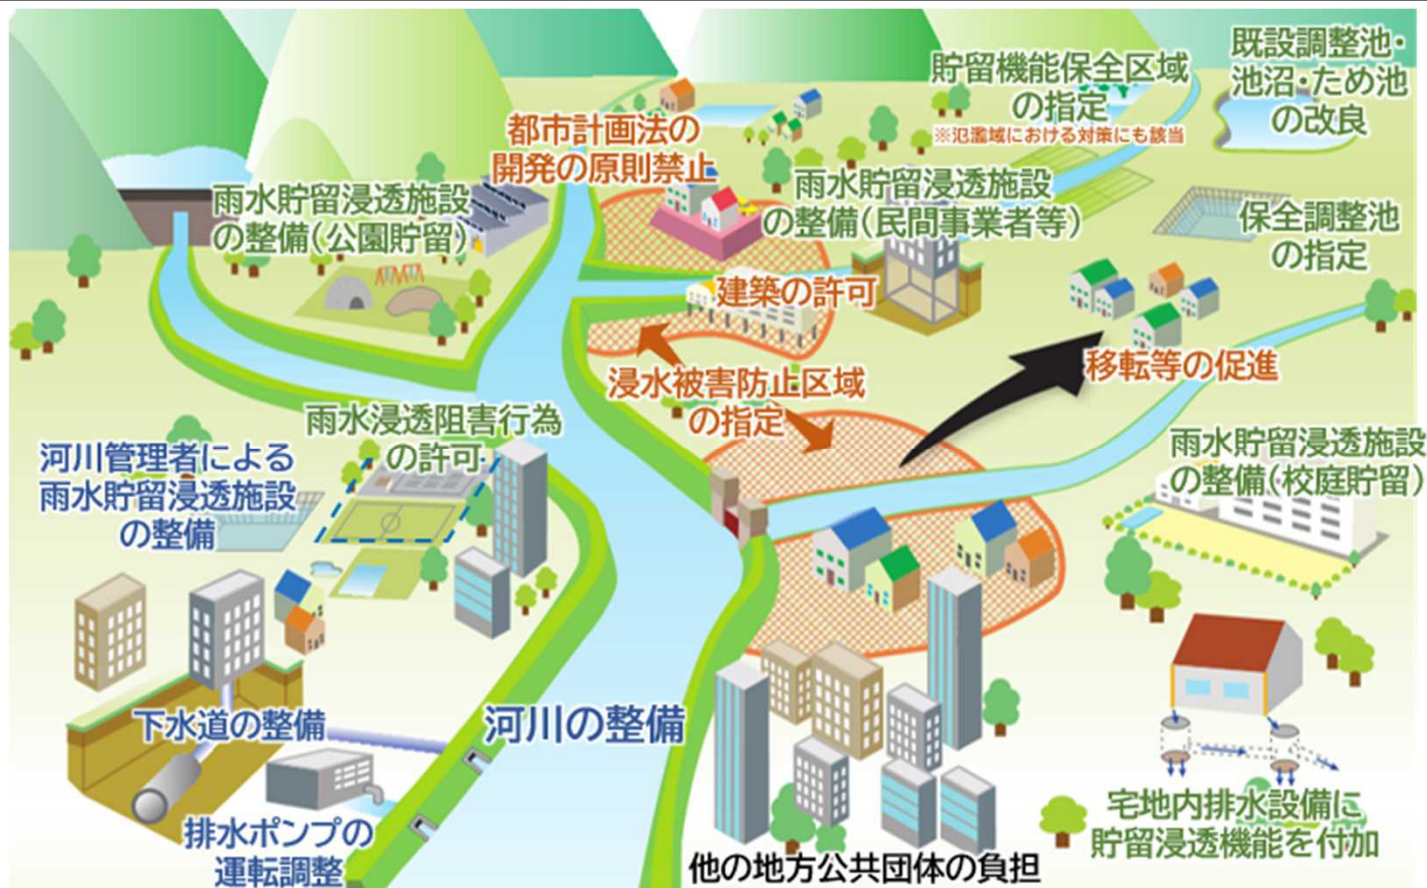 既設調整池・
池沼・ため池
の改良
貯留機能保全区域
の指定
※氾濫域における対策にも該当
都市計画法の
開発の原則禁止
雨水貯留浸透施設
の整備(公園貯留)
雨水貯留浸透施設
の整備(民間事業者等)
保全調整池
の指定
建築の許可
移転等の促進
浸水被害防止区域
の指定
雨水浸透阻害行為
の許可
河川管理者による
雨水貯留浸透施設
の整備
雨水貯留浸透施設
の整備(校庭貯留)
下水道の整備
河川の整備
排水ポンプの
運転調整
宅地内排水設備に
貯留浸透機能を付加
他の地方公共団体の負担